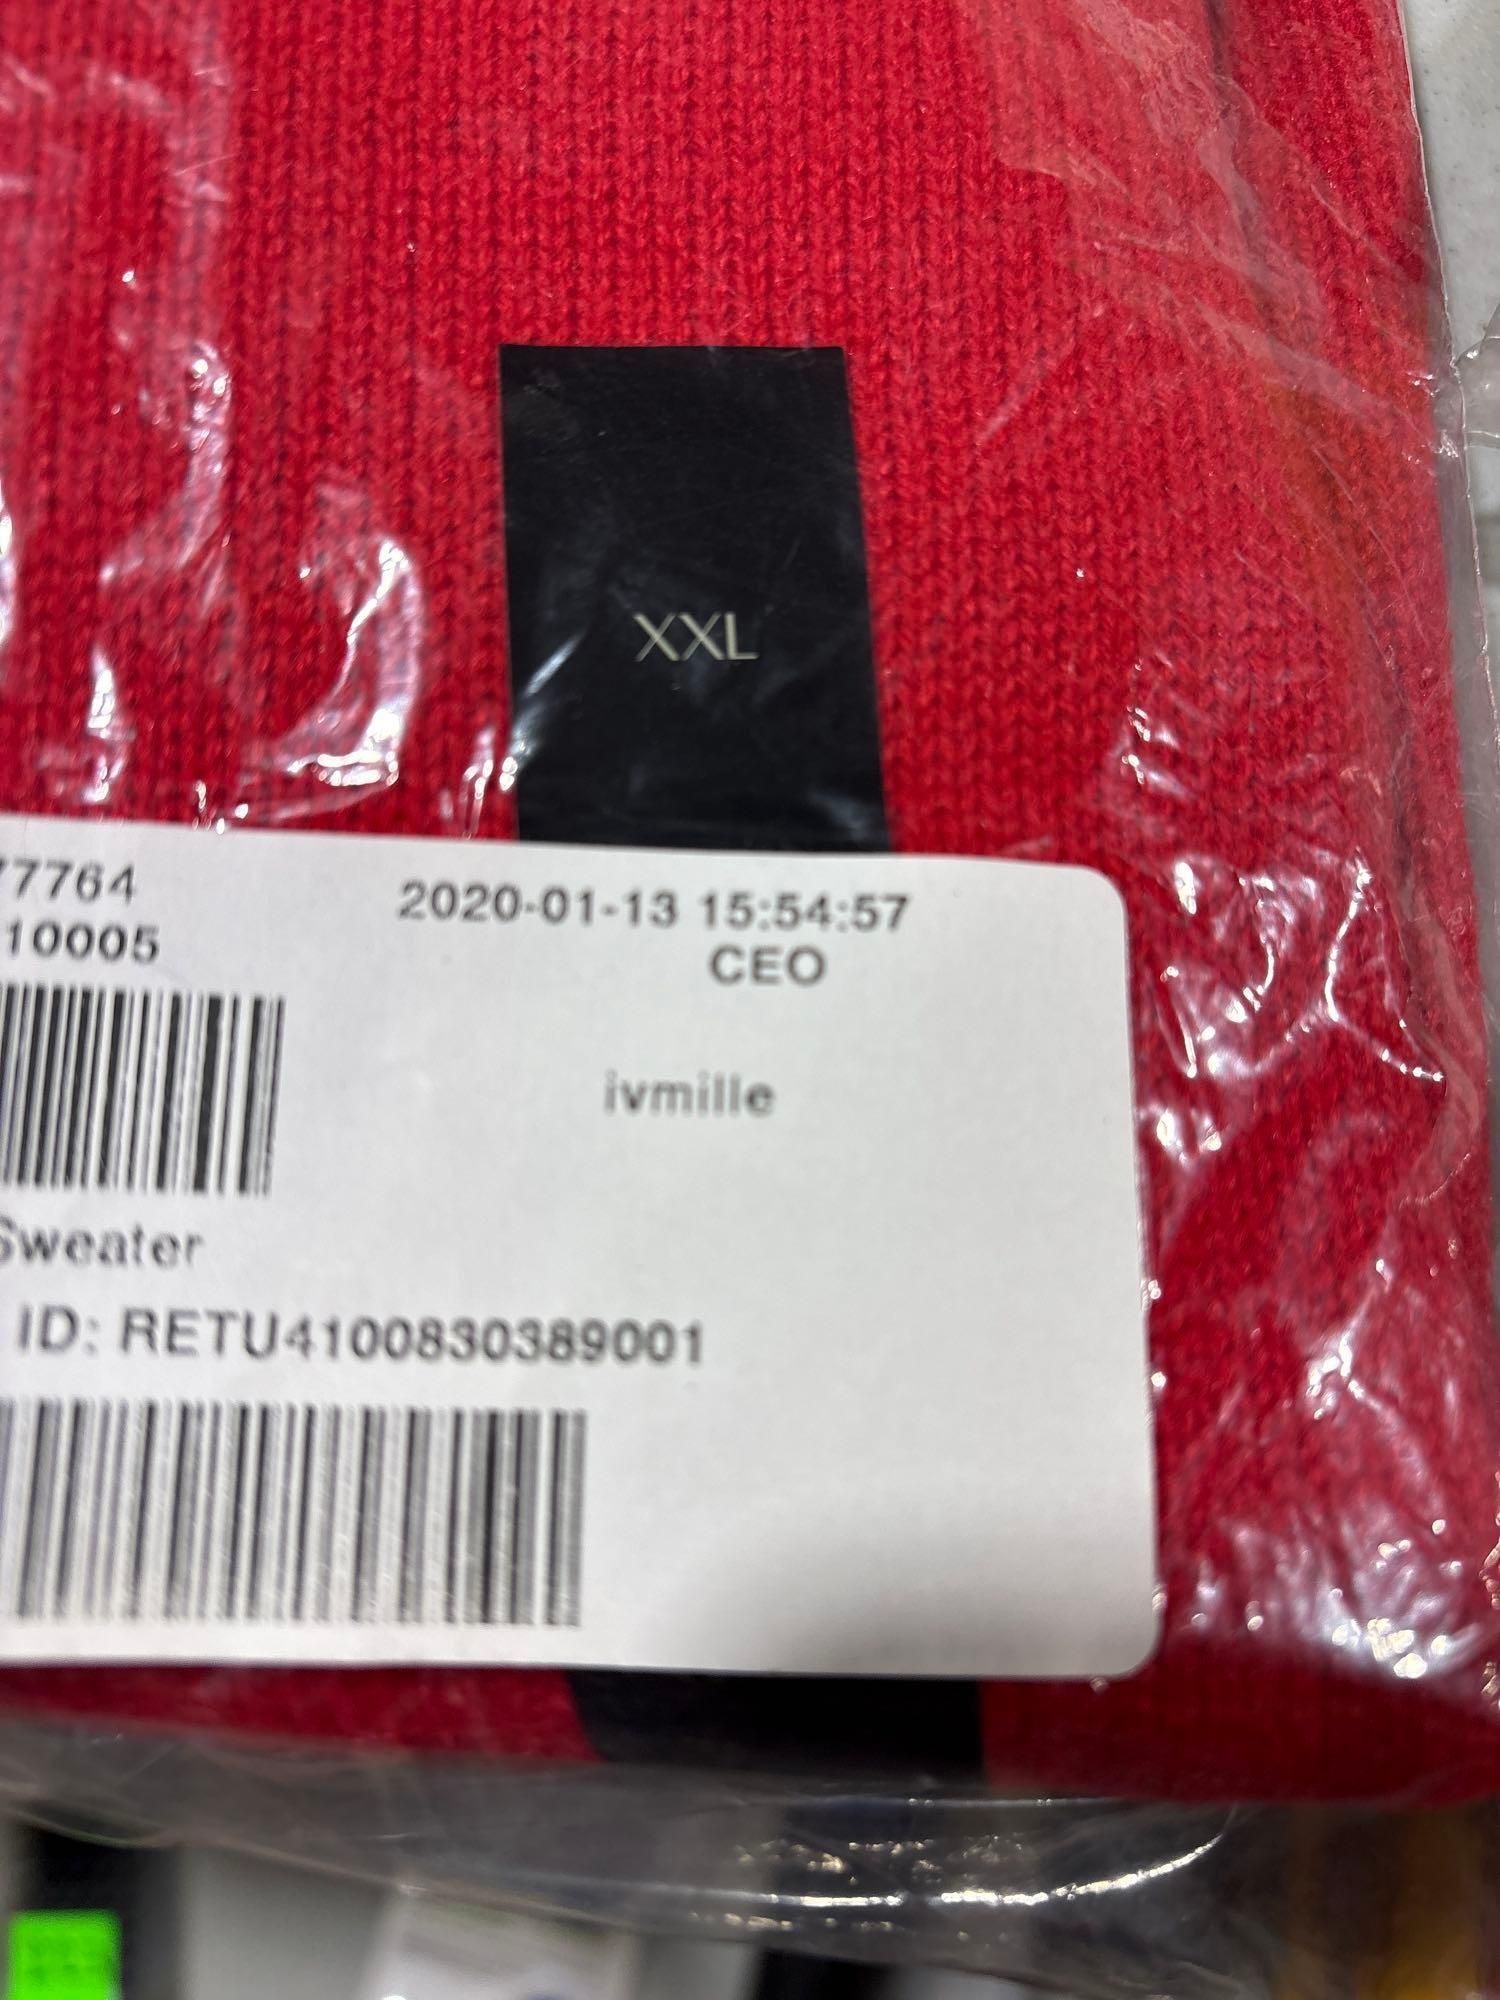 XXL
77764
2020-01-13 15:54:57
10005
CEO
ivmille
Sweater
ID: RETU4100830389001